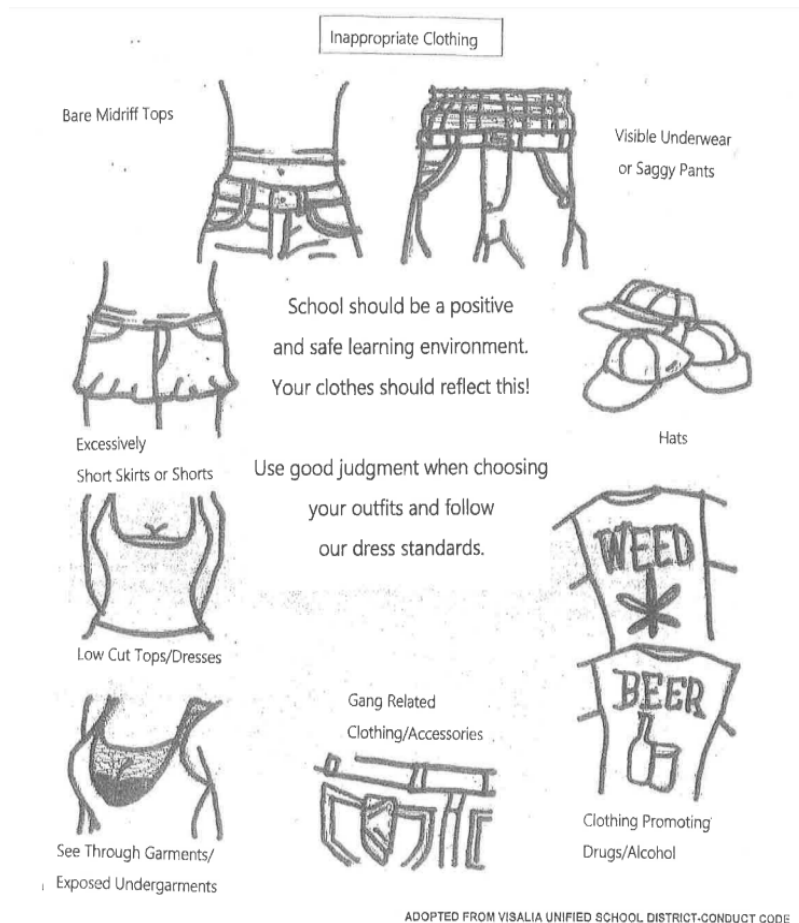 Inappropriate Clothing
Bare Midriff Tops
Visible Underwear
or Saggy Pants
School should be a positive
and safe learning environment.
Your clothes should reflect this!
Excessively
Short Skirts or Shorts
Hats
Use good judgment when choosing
your outfits and follow
our dress standards.
WEED
Low Cut Tops/Dresses
BEER
Gang Related
Clothing/Accessories
See Through Garments/
Exposed Undergarments
Clothing Promoting
Drugs/Alcohol
ADOPTED FROM VISALIA UNIFIED SCHOOL DISTRICT-CONDUCT CODE